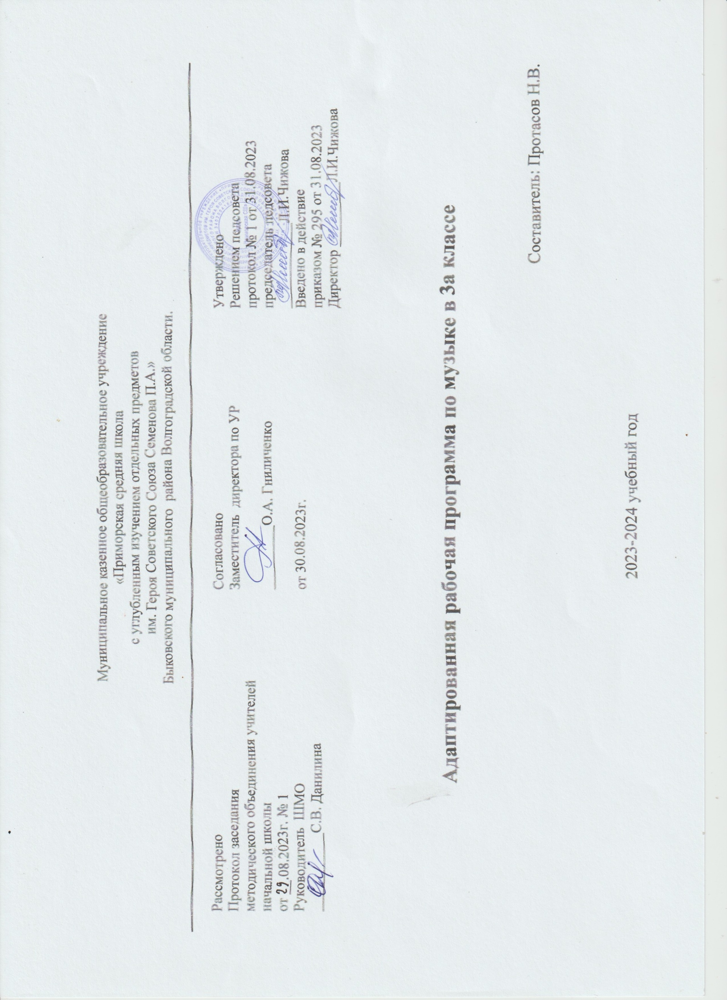 Муниципальное казенное общеобразовательное учреждение
«Приморская средняя школа
с углубленным изучением отдельных предметов
им. Героя Советского Союза Семенова П.А.»
Быковского муниципального района Волгоградской области.
Рассмотрено
Протокол заседания
методического объединения учителей
начальной школы
от 29.08.2023г. № 1
Руководитель ШМО
С.В. Данилина
Согласовано
Заместитель директора по УР
О.А. Гниличенко
от 30.08.2023г.
Утверждено
Решением педсовета
протокол № 1 от 31.08.2023
председатель педсовета
Л.И.Чижова
Введено в действие
приказом № 295 от 31.08.2023
Директор Л.И.Чижова
Адаптированная рабочая программа по музыке в 3а классе
Составитель: Протасов Н.В.
2023-2024 учебный год